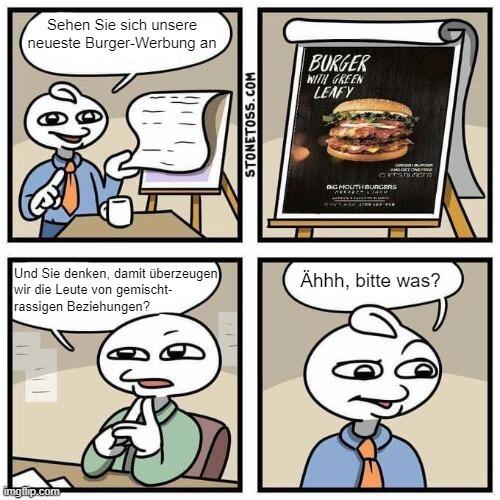 Sehen Sie sich unsere
neueste Burger-Werbung an
STONETOSS.COM
BURGER
WITH GREEN
LEAFY
BIG MOUTH BURGERS
Und Sie denken, damit überzeugen
wir die Leute von gemischt-
rassigen Beziehungen?
Ähhh, bitte was?
imgflip.com